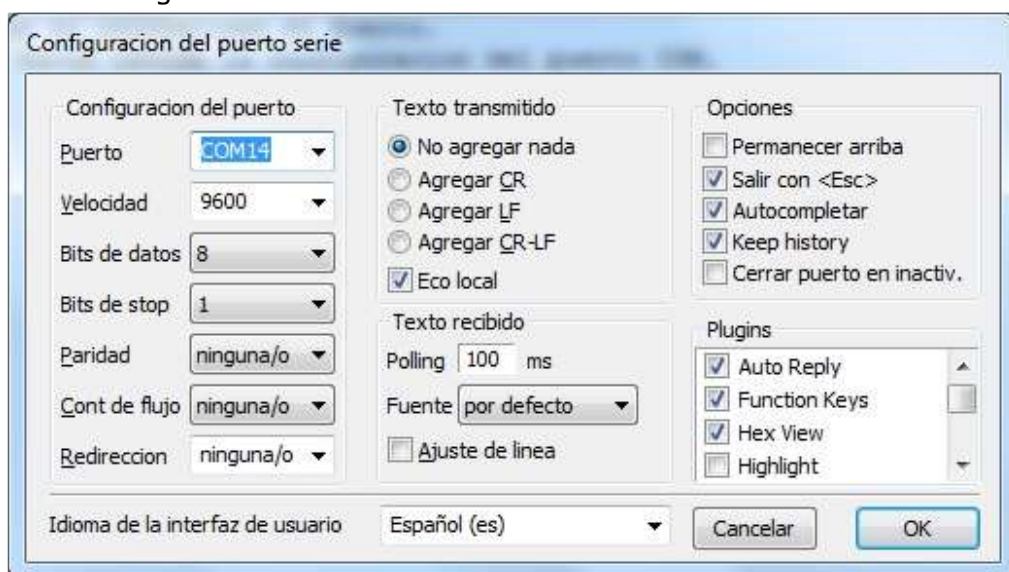 Configuracion del puerto serie
Configuracion del puerto
Puerto COM14
Velocidad 9600
Bits de datos 8
Bits de stop 1
Paridad ninguna/o
Cont de flujo ninguna/o
Redireccion ninguna/o
Texto transmitido
No agregar nada
Agregar CR
Agregar LF
Agregar CR-LF
Eco local
Texto recibido
Polling 100 ms
Fuente por defecto
Ajuste de linea
Opciones
Permanecer arriba
Salir con <Esc>
Autocompletar
Keep history
Cerrar puerto en inactiv.
Plugins
Auto Reply
Function Keys
Hex View
Highlight
Idioma de la interfaz de usuario Español (es)
Cancelar OK